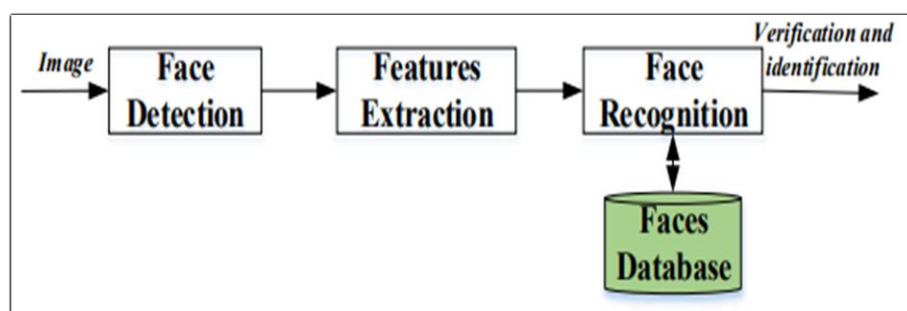 Image
Face
Detection
Features
Extraction
Face
Recognition
Verification and
identification
Faces
Database